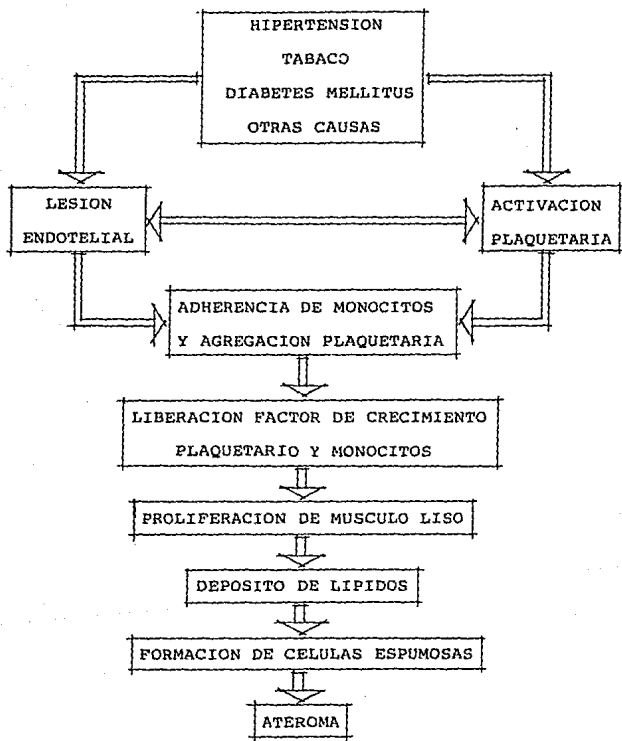 HIPERTENSION
TABACO
DIABETES MELLITUS
OTRAS CAUSAS
LESION
ENDOTELIAL
ACTIVACION
PLAQUETARIA
ADHERENCIA DE MONOCITOS
Y AGREGACION PLAQUETARIA
LIBERACION FACTOR DE CRECIMIENTO
PLAQUETARIO Y MONOCITOS
PROLIFERACION DE MUSCULO LISO
DEPOSITO DE LIPIDOS
FORMACION DE CELULAS ESPUMOSAS
ATEROMA